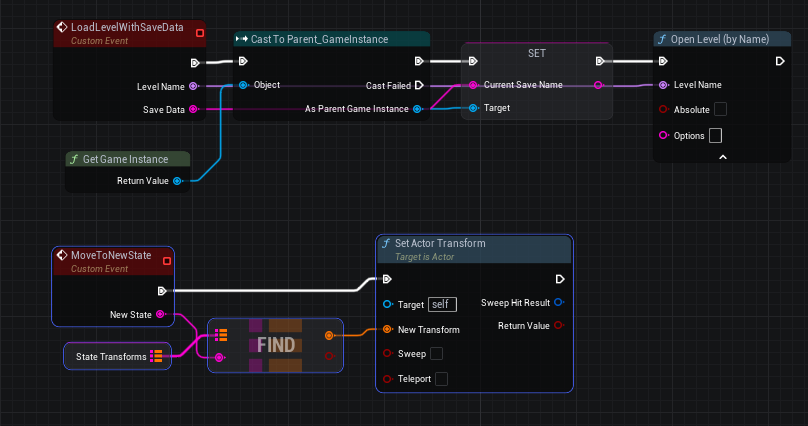 LoadLevelWithSaveData
Custom Event
Level Name
Save Data
Cast To Parent_GameInstance
Object
Cast Failed
As Parent Game Instance
SET
Current Save Name
Target
Open Level (by Name)
Level Name
Absolute
Options
f Get Game Instance
Return Value
MoveToNewState
Custom Event
New State
State Transforms
FIND
f Set Actor Transform
Target is Actor
Target self
Sweep Hit Result
New Transform
Return Value
Sweep
Teleport